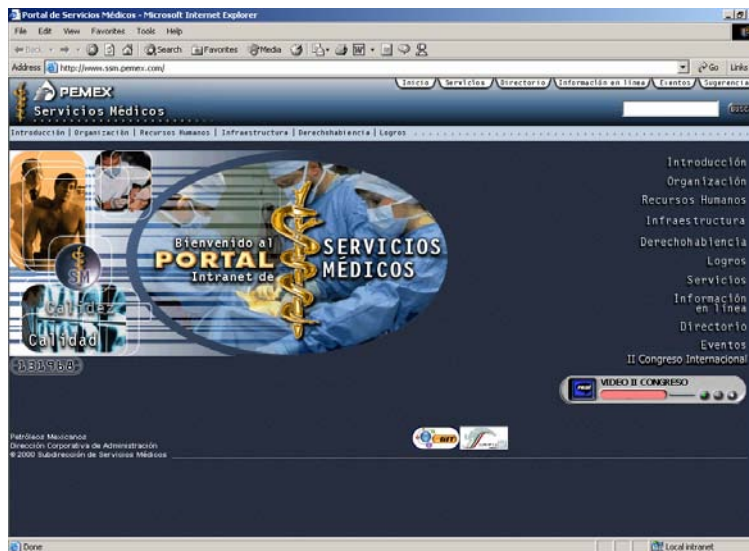 Portal de Servicios Médicos - Microsoft Internet Explorer
File Edit View Favorites Tools Help
Back Search Favorites Media
Address http://www.ssm.pemex.com/ Go Links
Inicio Servicios Directorio Información en línea Eventos Sugerencia
PEMEX
Servicios Médicos
Introducción | Organización | Recursos Humanos | Infraestructura | Derechohabiencia | Logros
Introducción
Organización
Recursos Humanos
Infraestructura
Derechohabiencia
Logros
Servicios
Información
en línea
Directorio
Eventos
II Congreso Internacional
Bienvenido al
PORTAL
Intranet de
SERVICIOS
MÉDICOS
SM
Calidez
Calidad
131968
real
VIDEO II CONGRESO
Petróleos Mexicanos
Dirección Corporativa de Administración
© 2000 Subdirección de Servicios Médicos
GIT
Done Local intranet